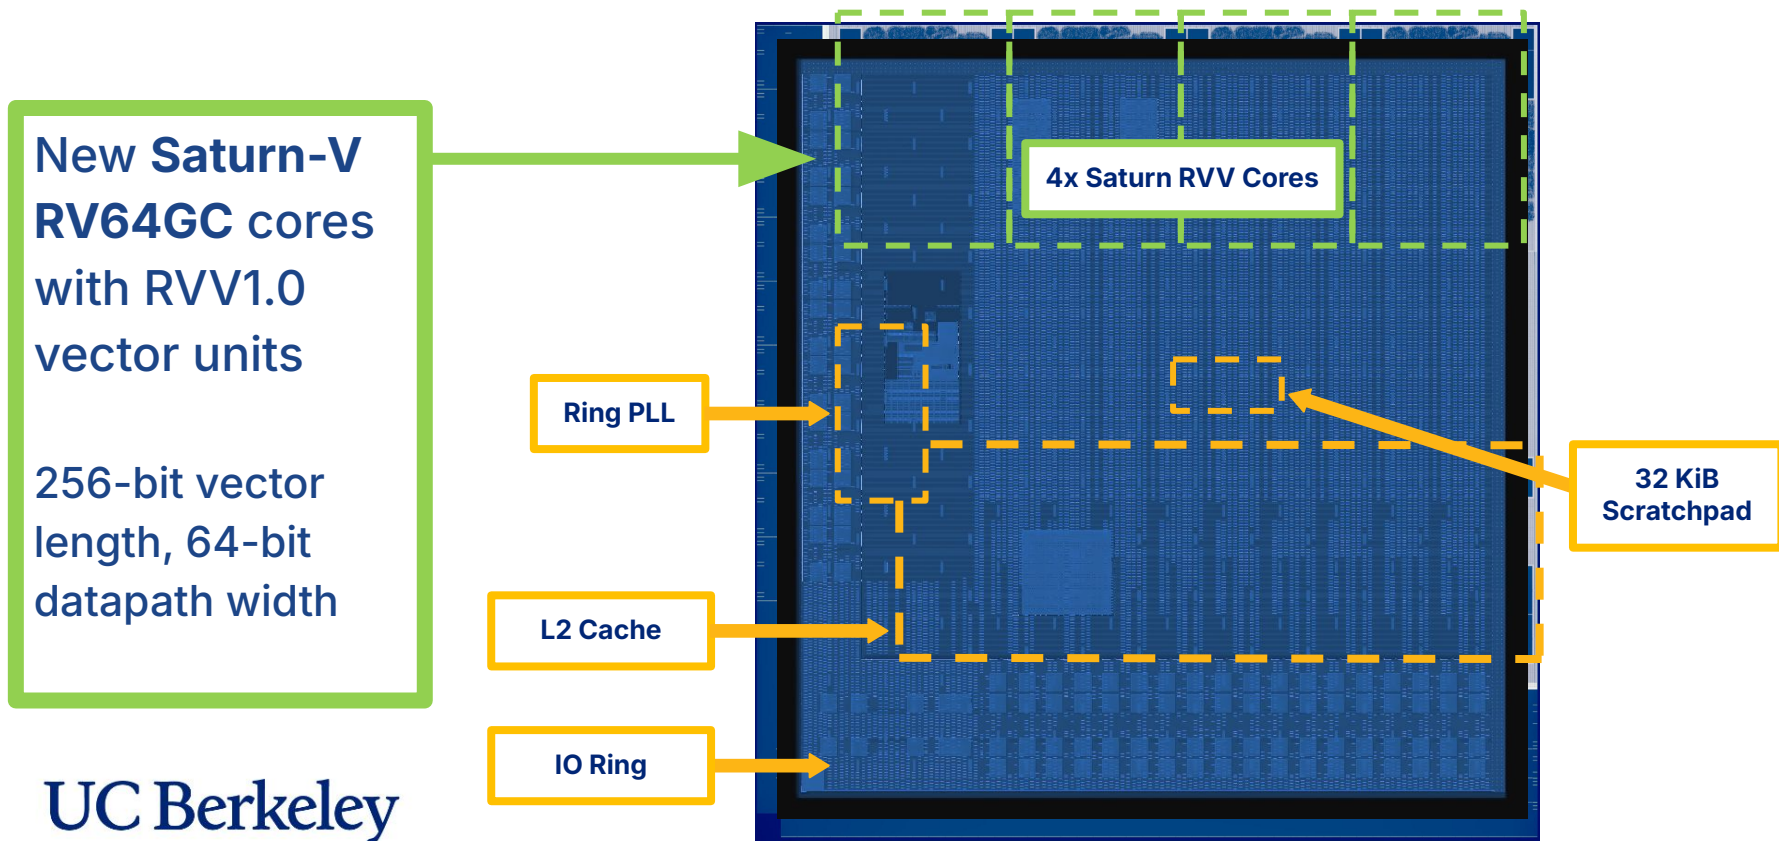 New Saturn-V
RV64GC cores
with RVV1.0
vector units
256-bit vector
length, 64-bit
datapath width
4x Saturn RVV Cores
Ring PLL
32 KiB
Scratchpad
L2 Cache
IO Ring
UC Berkeley